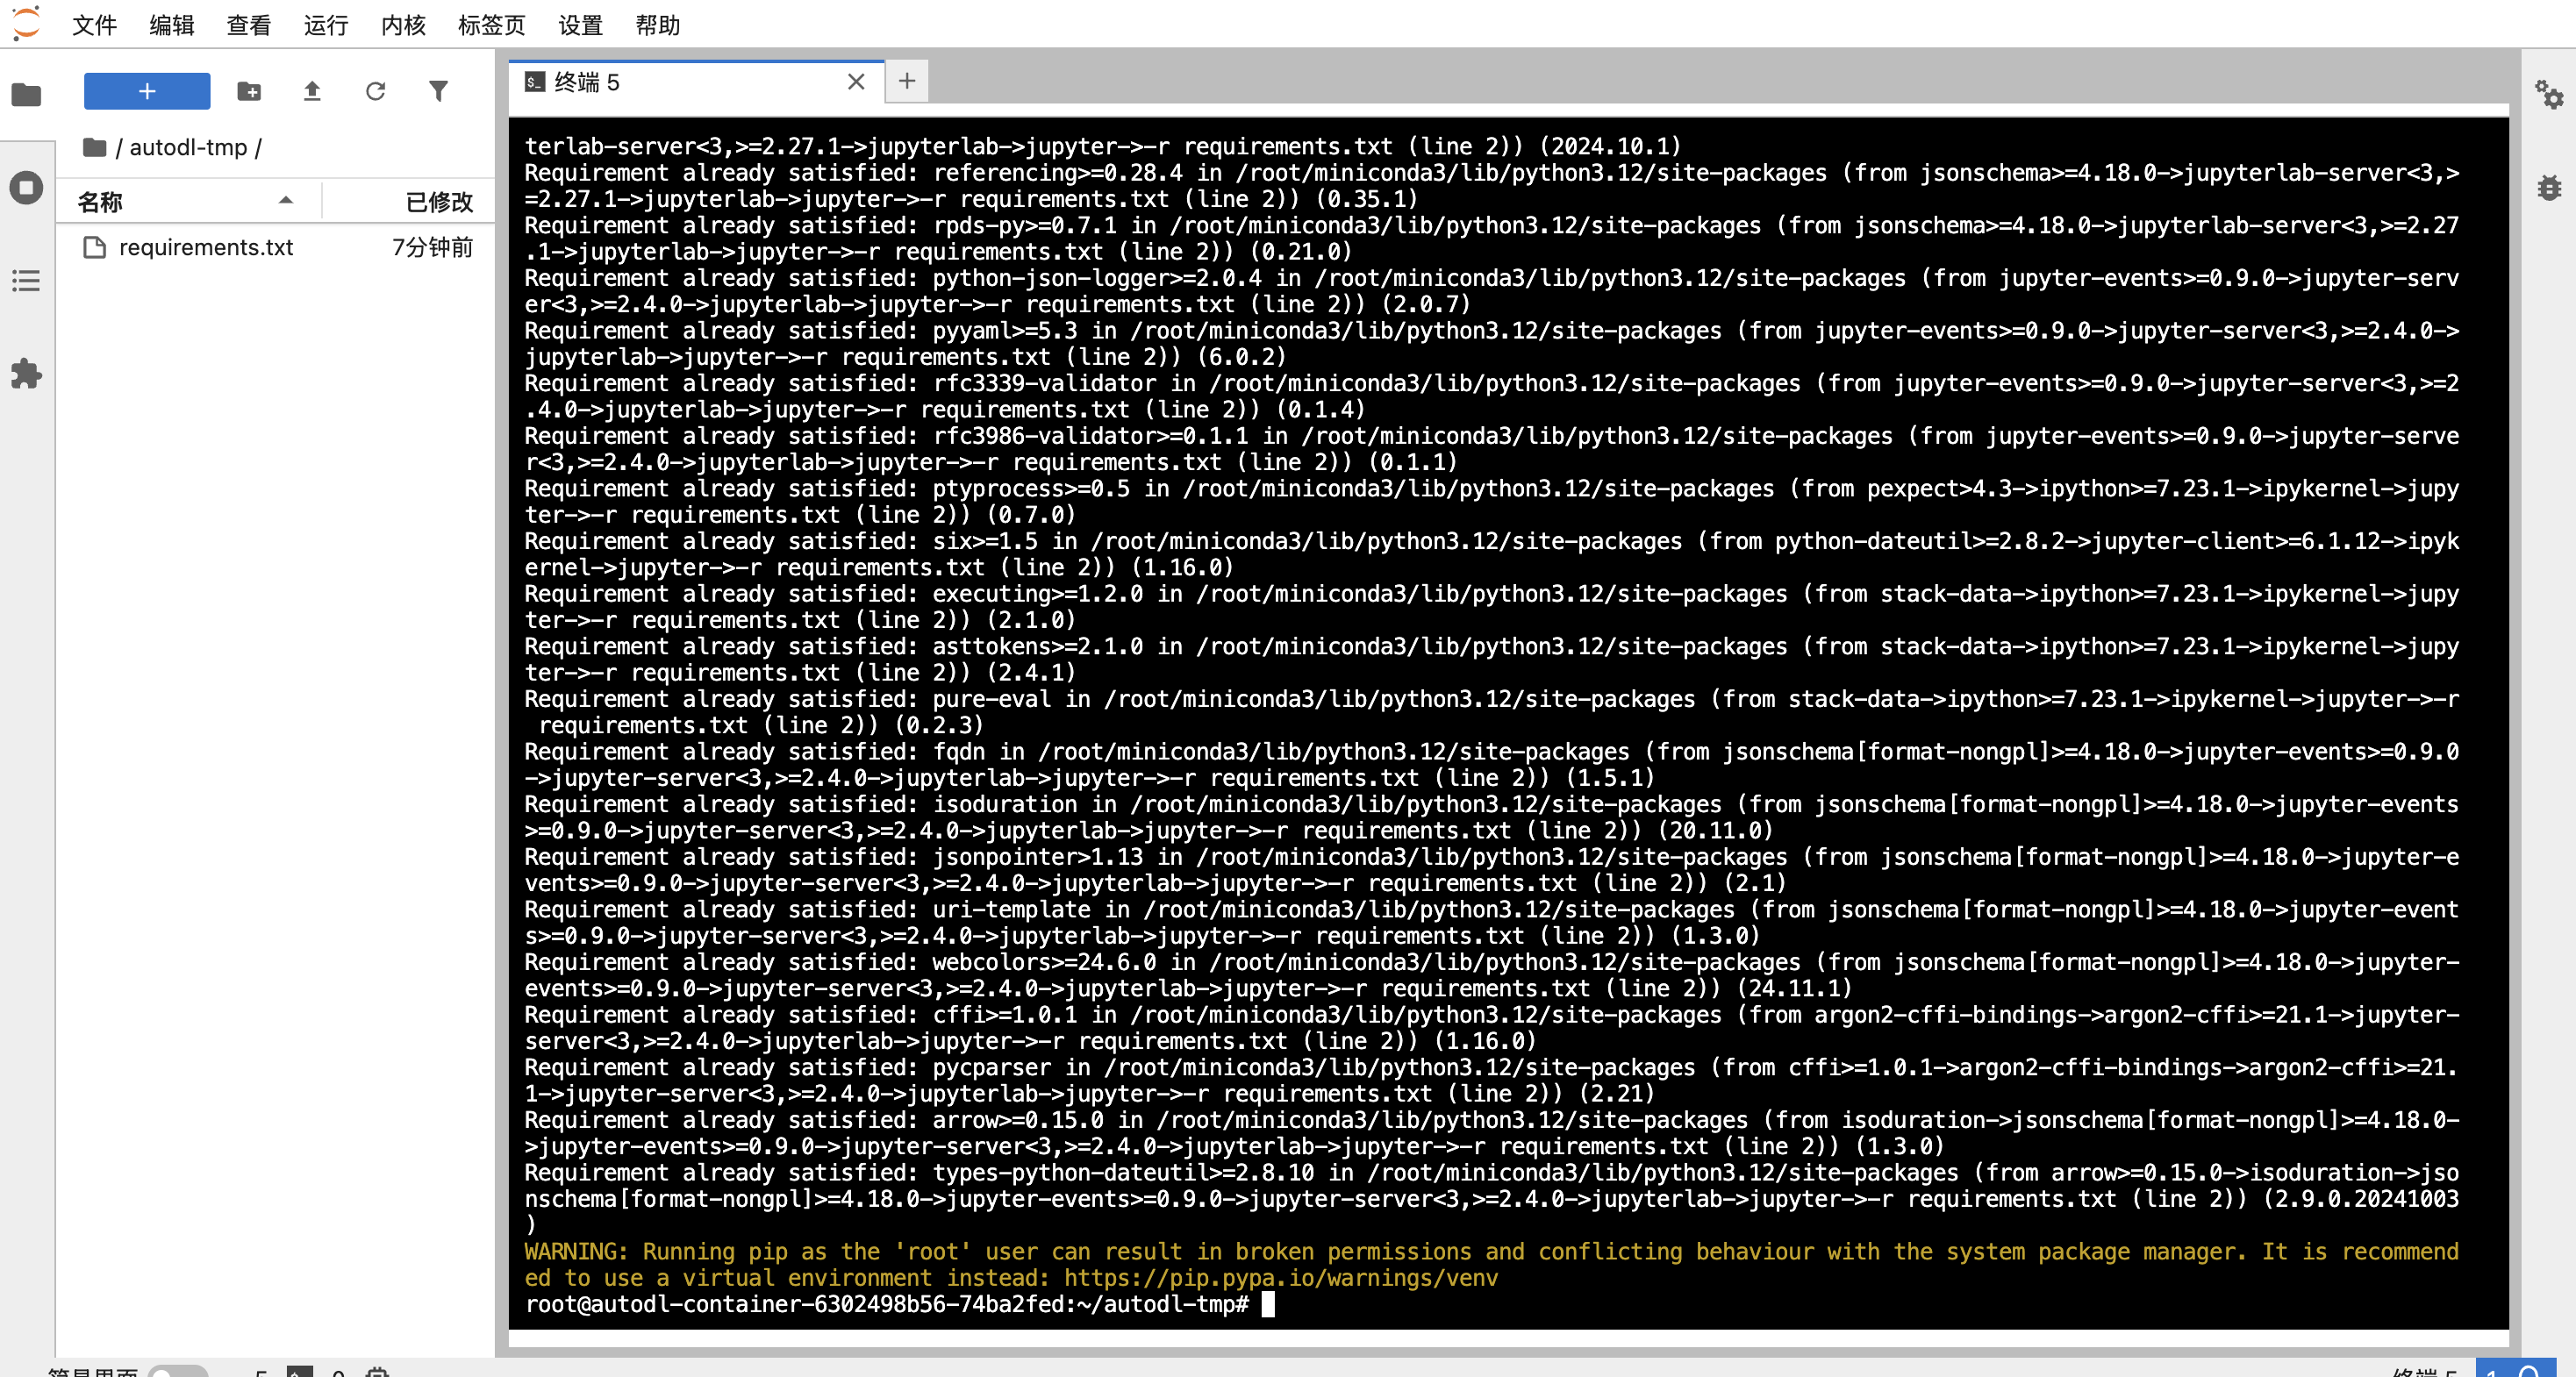 文件 编辑 查看 运行 内核 标签页 设置 帮助
/ autodl-tmp /
名称 已修改
requirements.txt 7分钟前
终端 5
terlab-server<3,>=2.27.1->jupyterlab->jupyter->-r requirements.txt (line 2)) (2024.10.1)
Requirement already satisfied: referencing>=0.28.4 in /root/miniconda3/lib/python3.12/site-packages (from jsonschema>=4.18.0->jupyterlab-server<3,>
=2.27.1->jupyterlab->jupyter->-r requirements.txt (line 2)) (0.35.1)
Requirement already satisfied: rpds-py>=0.7.1 in /root/miniconda3/lib/python3.12/site-packages (from jsonschema>=4.18.0->jupyterlab-server<3,>=2.27
.1->jupyterlab->jupyter->-r requirements.txt (line 2)) (0.21.0)
Requirement already satisfied: python-json-logger>=2.0.4 in /root/miniconda3/lib/python3.12/site-packages (from jupyter-events>=0.9.0->jupyter-serv
er<3,>=2.4.0->jupyterlab->jupyter->-r requirements.txt (line 2)) (2.0.7)
Requirement already satisfied: pyyaml>=5.3 in /root/miniconda3/lib/python3.12/site-packages (from jupyter-events>=0.9.0->jupyter-server<3,>=2.4.0->
jupyterlab->jupyter->-r requirements.txt (line 2)) (6.0.2)
Requirement already satisfied: rfc3339-validator in /root/miniconda3/lib/python3.12/site-packages (from jupyter-events>=0.9.0->jupyter-server<3,>=2
.4.0->jupyterlab->jupyter->-r requirements.txt (line 2)) (0.1.4)
Requirement already satisfied: rfc3986-validator>=0.1.1 in /root/miniconda3/lib/python3.12/site-packages (from jupyter-events>=0.9.0->jupyter-serve
r<3,>=2.4.0->jupyterlab->jupyter->-r requirements.txt (line 2)) (0.1.1)
Requirement already satisfied: ptyprocess>=0.5 in /root/miniconda3/lib/python3.12/site-packages (from pexpect>4.3->ipython>=7.23.1->ipykernel->jupy
ter->-r requirements.txt (line 2)) (0.7.0)
Requirement already satisfied: six>=1.5 in /root/miniconda3/lib/python3.12/site-packages (from python-dateutil>=2.8.2->jupyter-client>=6.1.12->ipyk
ernel->jupyter->-r requirements.txt (line 2)) (1.16.0)
Requirement already satisfied: executing>=1.2.0 in /root/miniconda3/lib/python3.12/site-packages (from stack-data->ipython>=7.23.1->ipykernel->jupy
ter->-r requirements.txt (line 2)) (2.1.0)
Requirement already satisfied: asttokens>=2.1.0 in /root/miniconda3/lib/python3.12/site-packages (from stack-data->ipython>=7.23.1->ipykernel->jupy
ter->-r requirements.txt (line 2)) (2.4.1)
Requirement already satisfied: pure-eval in /root/miniconda3/lib/python3.12/site-packages (from stack-data->ipython>=7.23.1->ipykernel->jupyter->-r
 requirements.txt (line 2)) (0.2.3)
Requirement already satisfied: fqdn in /root/miniconda3/lib/python3.12/site-packages (from jsonschema[format-nongpl]>=4.18.0->jupyter-events>=0.9.0
->jupyter-server<3,>=2.4.0->jupyterlab->jupyter->-r requirements.txt (line 2)) (1.5.1)
Requirement already satisfied: isoduration in /root/miniconda3/lib/python3.12/site-packages (from jsonschema[format-nongpl]>=4.18.0->jupyter-events
>=0.9.0->jupyter-server<3,>=2.4.0->jupyterlab->jupyter->-r requirements.txt (line 2)) (20.11.0)
Requirement already satisfied: jsonpointer>1.13 in /root/miniconda3/lib/python3.12/site-packages (from jsonschema[format-nongpl]>=4.18.0->jupyter-e
vents>=0.9.0->jupyter-server<3,>=2.4.0->jupyterlab->jupyter->-r requirements.txt (line 2)) (2.1)
Requirement already satisfied: uri-template in /root/miniconda3/lib/python3.12/site-packages (from jsonschema[format-nongpl]>=4.18.0->jupyter-event
s>=0.9.0->jupyter-server<3,>=2.4.0->jupyterlab->jupyter->-r requirements.txt (line 2)) (1.3.0)
Requirement already satisfied: webcolors>=24.6.0 in /root/miniconda3/lib/python3.12/site-packages (from jsonschema[format-nongpl]>=4.18.0->jupyter-
events>=0.9.0->jupyter-server<3,>=2.4.0->jupyterlab->jupyter->-r requirements.txt (line 2)) (24.11.1)
Requirement already satisfied: cffi>=1.0.1 in /root/miniconda3/lib/python3.12/site-packages (from argon2-cffi-bindings->argon2-cffi>=21.1->jupyter-
server<3,>=2.4.0->jupyterlab->jupyter->-r requirements.txt (line 2)) (1.16.0)
Requirement already satisfied: pycparser in /root/miniconda3/lib/python3.12/site-packages (from cffi>=1.0.1->argon2-cffi-bindings->argon2-cffi>=21.
1->jupyter-server<3,>=2.4.0->jupyterlab->jupyter->-r requirements.txt (line 2)) (2.21)
Requirement already satisfied: arrow>=0.15.0 in /root/miniconda3/lib/python3.12/site-packages (from isoduration->jsonschema[format-nongpl]>=4.18.0-
>jupyter-events>=0.9.0->jupyter-server<3,>=2.4.0->jupyterlab->jupyter->-r requirements.txt (line 2)) (1.3.0)
Requirement already satisfied: types-python-dateutil>=2.8.10 in /root/miniconda3/lib/python3.12/site-packages (from arrow>=0.15.0->isoduration->jso
nschema[format-nongpl]>=4.18.0->jupyter-events>=0.9.0->jupyter-server<3,>=2.4.0->jupyterlab->jupyter->-r requirements.txt (line 2)) (2.9.0.20241003
)
WARNING: Running pip as the 'root' user can result in broken permissions and conflicting behaviour with the system package manager. It is recommend
ed to use a virtual environment instead: https://pip.pypa.io/warnings/venv
root@autodl-container-6302498b56-74ba2fed:~/autodl-tmp#